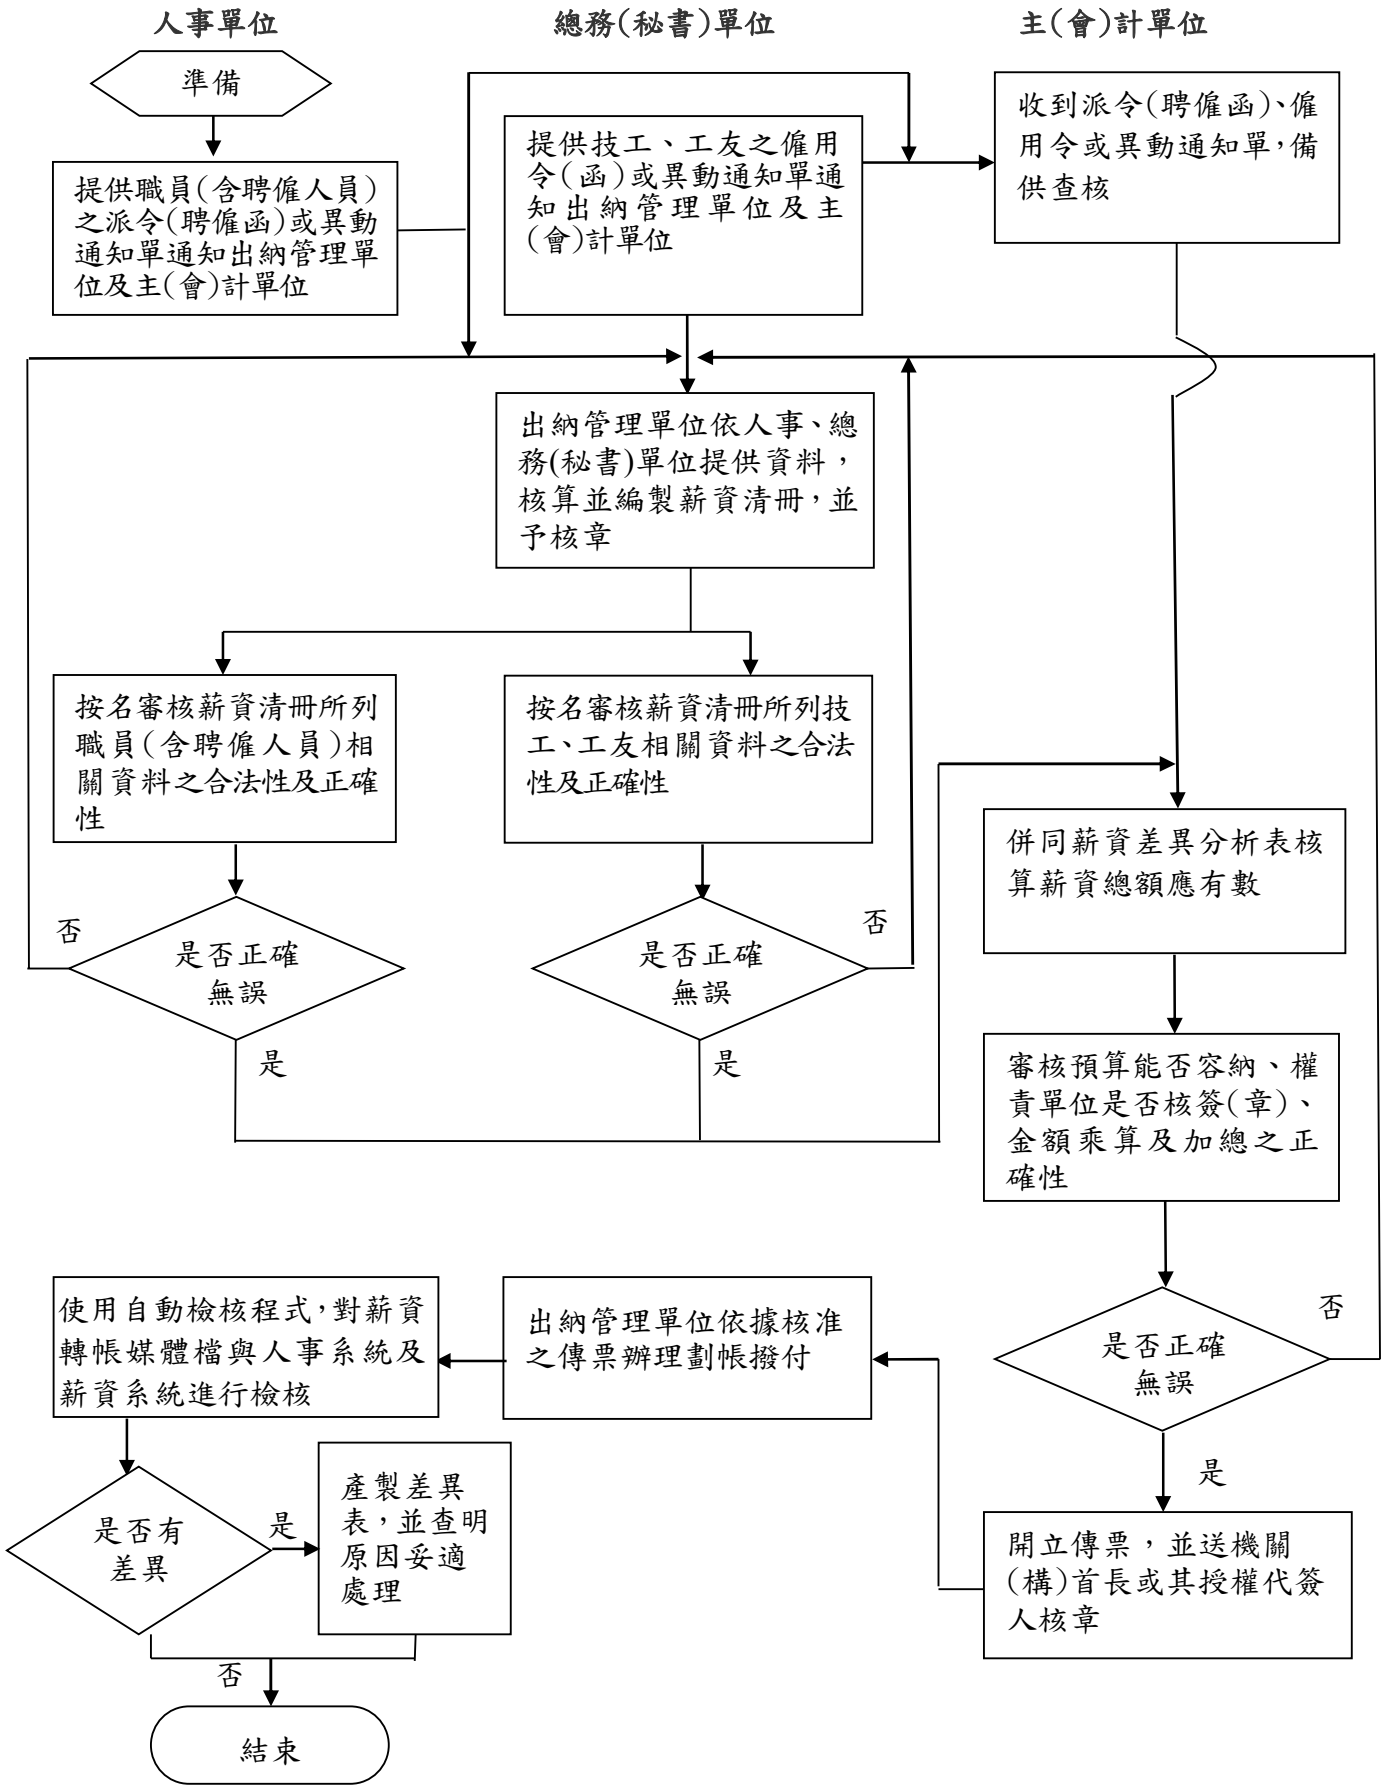 人事單位
總務(秘書)單位
主(會)計單位
準備
提供職員(含聘僱人員)
之派令(聘僱函)或異動
通知單通知出納管理單
位及主(會)計單位
提供技工、工友之僱用
令(函)或異動通知單通
知出納管理單位及主
(會)計單位
收到派令(聘僱函)、僱
用令或異動通知單，備
供查核
出納管理單位依人事、總
務(秘書)單位提供資料，
核算並編製薪資清冊，並
予核章
按名審核薪資清冊所列
職員(含聘僱人員)相
關資料之合法性及正確
性
按名審核薪資清冊所列技
工、工友相關資料之合法
性及正確性
併同薪資差異分析表核
算薪資總額應有數
否
是否正確
無誤
是
否
是否正確
無誤
是
審核預算能否容納、權
責單位是否核簽(章)、
金額乘算及加總之正
確性
否
是否正確
無誤
是
開立傳票，並送機關
(構)首長或其授權代簽
人核章
出納管理單位依據核准
之傳票辦理劃帳撥付
使用自動檢核程式，對薪資
轉帳媒體檔與人事系統及
薪資系統進行檢核
是否有
差異
是
產製差異
表，並查明
原因妥適
處理
否
結束